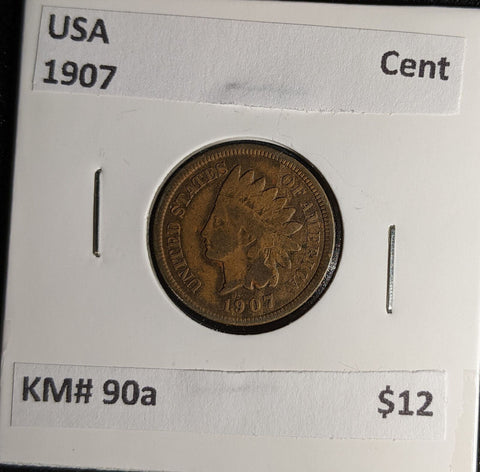 USA
Cent
1907
UNITED STATES OF AMERICA
1907
KM# 90a
$12